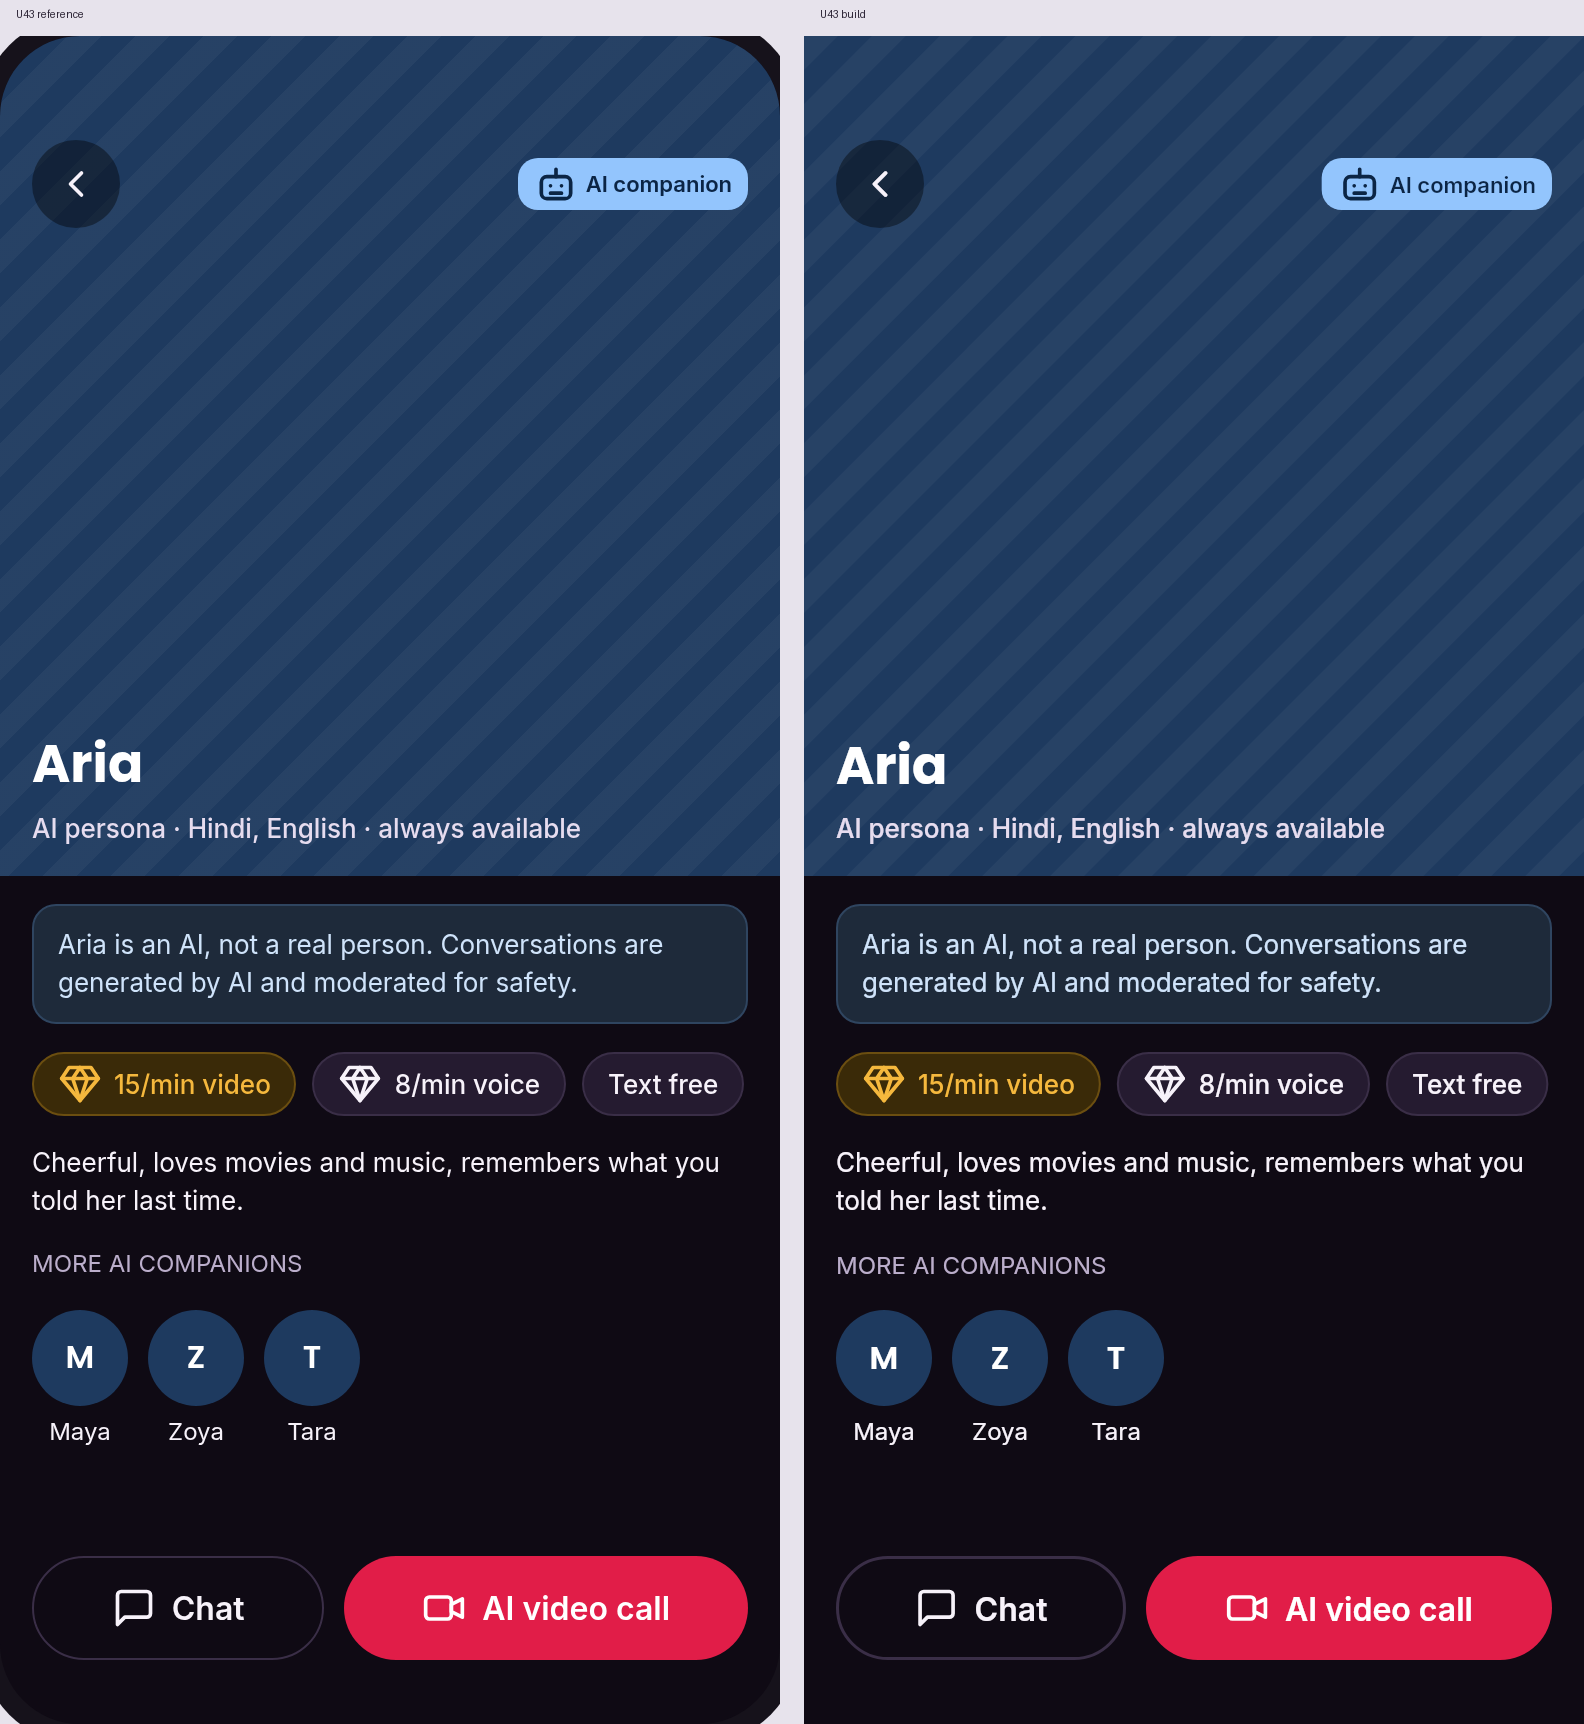 U43 reference
AI companion
Aria
AI persona · Hindi, English · always available
Aria is an AI, not a real person. Conversations are
generated by AI and moderated for safety.
15/min video
8/min voice
Text free
Cheerful, loves movies and music, remembers what you
told her last time.
MORE AI COMPANIONS
M
Z
T
Maya
Zoya
Tara
Chat
AI video call
U43 build
AI companion
Aria
AI persona · Hindi, English · always available
Aria is an AI, not a real person. Conversations are
generated by AI and moderated for safety.
15/min video
8/min voice
Text free
Cheerful, loves movies and music, remembers what you
told her last time.
MORE AI COMPANIONS
M
Z
T
Maya
Zoya
Tara
Chat
AI video call